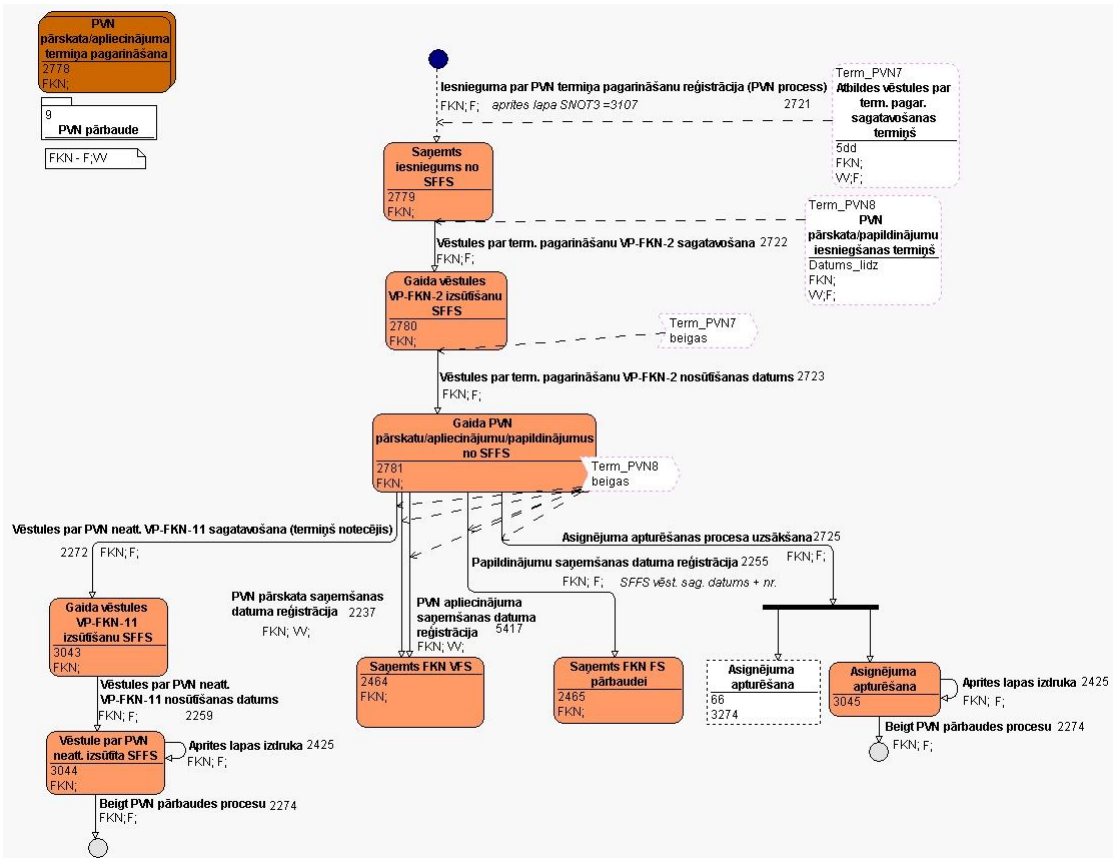 PVN
pārskata/apliecinājuma
termiņa pagarināšana
2778
FKN;
9
PVN pārbaude
FKN - F;VV
Iesnieguma par PVN termiņa pagarināšanu reģistrācija (PVN process)
FKN; F; aprites lapa SNOT3 =3107 2721
Term_PVN7
Atbildes vēstules par
term. pagar.
sagatavošanas
termiņš
5dd
FKN;
VV;F;
Saņemts
iesniegums no
SFFS
2779
FKN;
Term_PVN8
PVN
pārskata/papildinājumu
iesniegšanas termiņš
Datums_lidz
FKN;
VV;F;
Vēstules par term. pagarināšanu VP-FKN-2 sagatavošana 2722
FKN;F;
Gaida vēstules
VP-FKN-2 izsūtīšanu
SFFS
2780
FKN;
Term_PVN7
beigas
Vēstules par term. pagarināšanu VP-FKN-2 nosūtīšanas datums 2723
FKN; F;
Gaida PVN
pārskatu/apliecinājumu/papildinājumus
no SFFS
2781
FKN;
Term_PVN8
beigas
Vēstules par PVN neatt. VP-FKN-11 sagatavošana (termiņš notecējis)
2272 FKN; F;
Asignējuma apturēšanas procesa uzsākšana 2725
FKN; F;
Papildinājumu saņemšanas datuma reģistrācija 2255
FKN; F; SFFS vēst. sag. datums + nr.
PVN pārskata saņemšanas
datuma reģistrācija 2237
FKN; VV;
PVN apliecinājuma
saņemšanas datuma
reģistrācija 5417
FKN; VV;
Gaida vēstules
VP-FKN-11
izsūtīšanu SFFS
3043
FKN;
Saņemts FKN VFS
2464
FKN;
Saņemts FKN FS
pārbaudei
2465
FKN;
Asignējuma
apturēšana
66
3274
Asignējuma
apturēšana
3045
Aprites lapas izdruka 2425
FKN; F;
Beigt PVN pārbaudes procesu 2274
FKN; F;
Vēstules par PVN neatt.
VP-FKN-11 nosūtīšanas datums
FKN; F; 2259
Vēstule par PVN
neatt. izsūtīta SFFS
3044
FKN;
Aprites lapas izdruka 2425
FKN; F;
Beigt PVN pārbaudes procesu 2274
FKN;F;